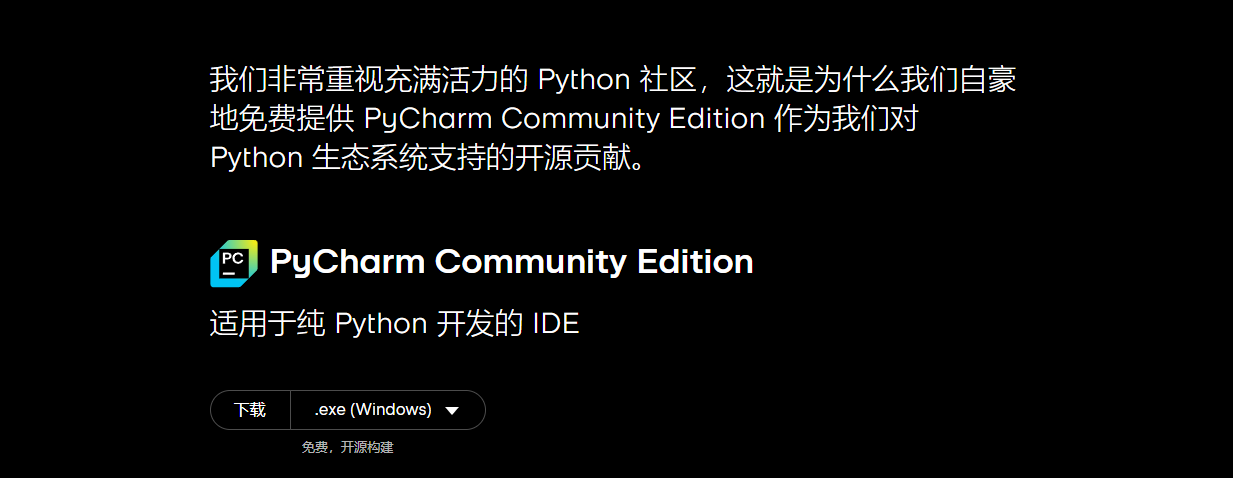 我们非常重视充满活力的 Python 社区，这就是为什么我们自豪
地免费提供 PyCharm Community Edition 作为我们对
Python 生态系统支持的开源贡献。
PC
PyCharm Community Edition
适用于纯 Python 开发的 IDE
下载 .exe (Windows)
免费，开源构建